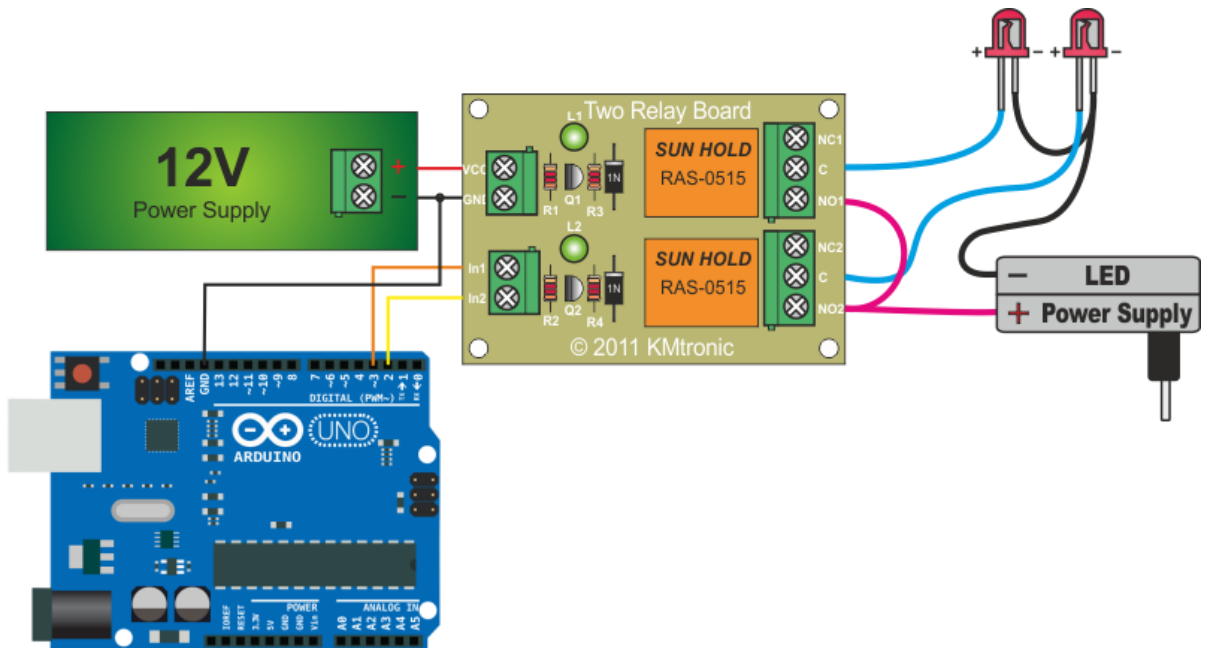 12V
Power Supply
+
−
Two Relay Board
L1
VCC
GND
R1
Q1
R3
1N
SUN HOLD
RAS-0515
NC1
C
NO1
L2
In1
In2
R2
Q2
R4
1N
SUN HOLD
RAS-0515
NC2
C
NO2
© 2011 KMtronic
+
−
+
−
− LED
+ Power Supply
AREF
GND
13
12
~11
~10
~9
8
7
~6
~5
4
~3
2
TX→1
RX←0
DIGITAL (PWM~)
UNO
ARDUINO
POWER
ANALOG IN
IOREF
RESET
3.3V
5V
GND
GND
Vin
A0
A1
A2
A3
A4
A5